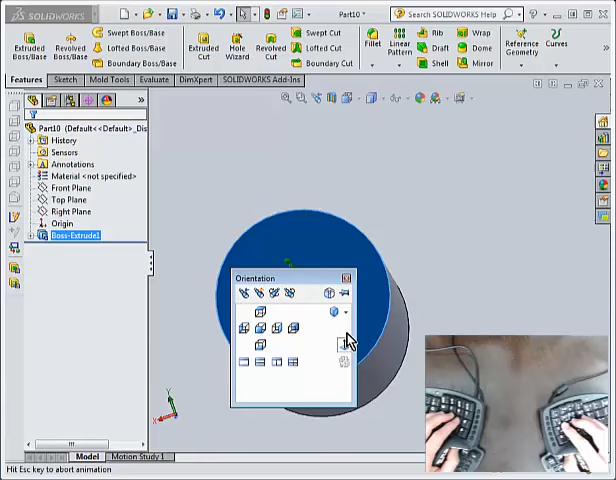 SOLIDWORKS
Part10 *
Search SOLIDWORKS Help
Extruded Boss/Base
Revolved Boss/Base
Swept Boss/Base
Lofted Boss/Base
Boundary Boss/Base
Extruded Cut
Hole Wizard
Revolved Cut
Swept Cut
Lofted Cut
Boundary Cut
Fillet
Linear Pattern
Rib
Draft
Shell
Wrap
Dome
Mirror
Reference Geometry
Curves
Features
Sketch
Mold Tools
Evaluate
DimXpert
SOLIDWORKS Add-Ins
Part10 (Default<<Default>_Dis
History
Sensors
Annotations
Material <not specified>
Front Plane
Top Plane
Right Plane
Origin
Boss-Extrude1
Orientation
Y
X
Model
Motion Study 1
Hit Esc key to abort animation